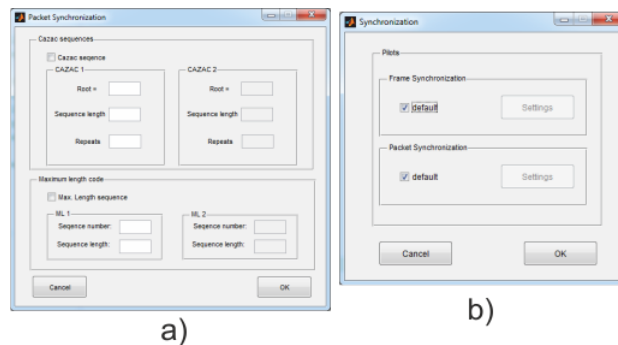 Packet Synchronization
Cazac sequences
Cazac seqence
CAZAC 1
Root =
Sequence length
Repeats
CAZAC 2
Root =
Sequence length
Repeats
Maximum length code
Max. Length sequence
ML 1
Seqence number:
Sequence length:
ML 2
Seqence number:
Sequence length:
Cancel
OK
a)
Synchronization
Pilots
Frame Synchronization
default
Settings
Packet Synchronization
default
Settings
Cancel
OK
b)